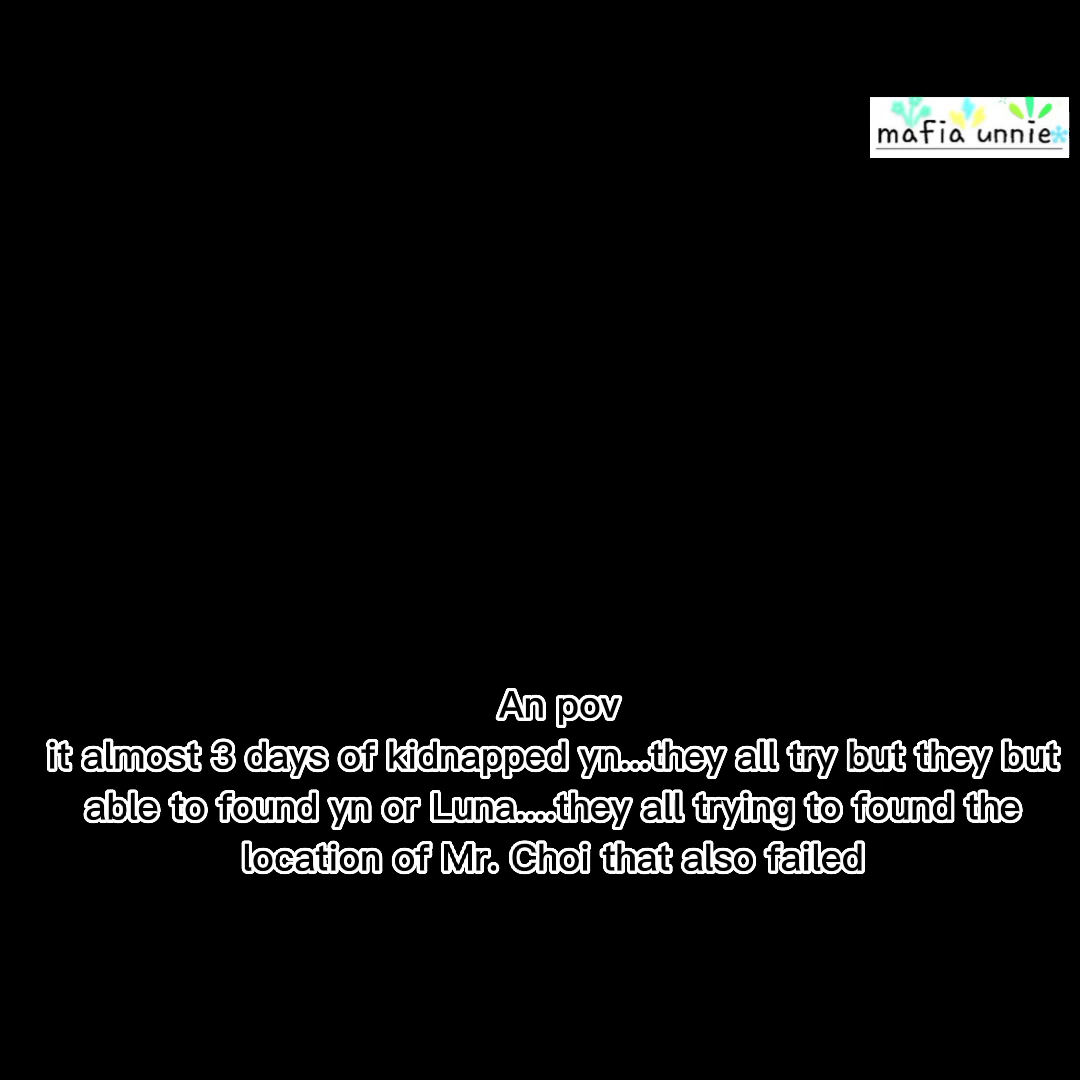 mafia unnie
An pov
it almost 3 days of kidnapped yn...they all try but they but
able to found yn or Luna....they all trying to found the
location of Mr. Choi that also failed